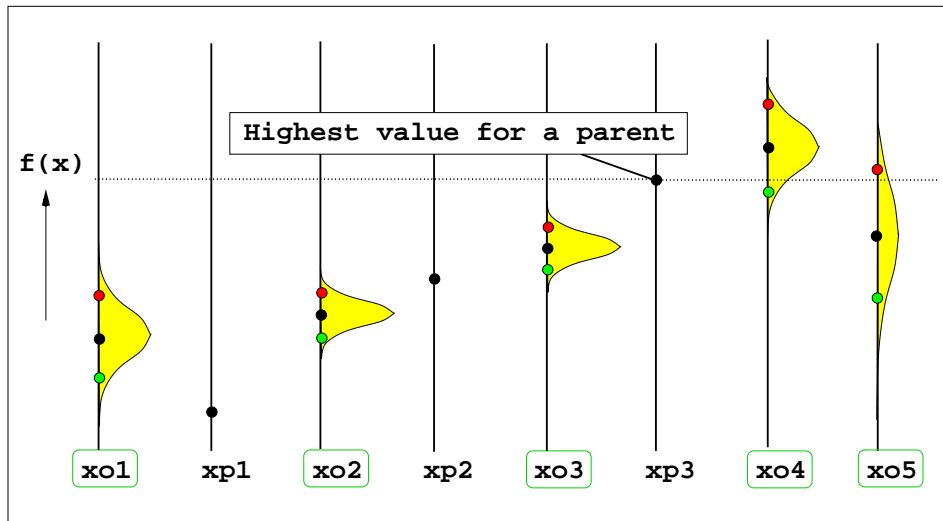 Highest value for a parent
f(x)
xo1 xp1 xo2 xp2 xo3 xp3 xo4 xo5